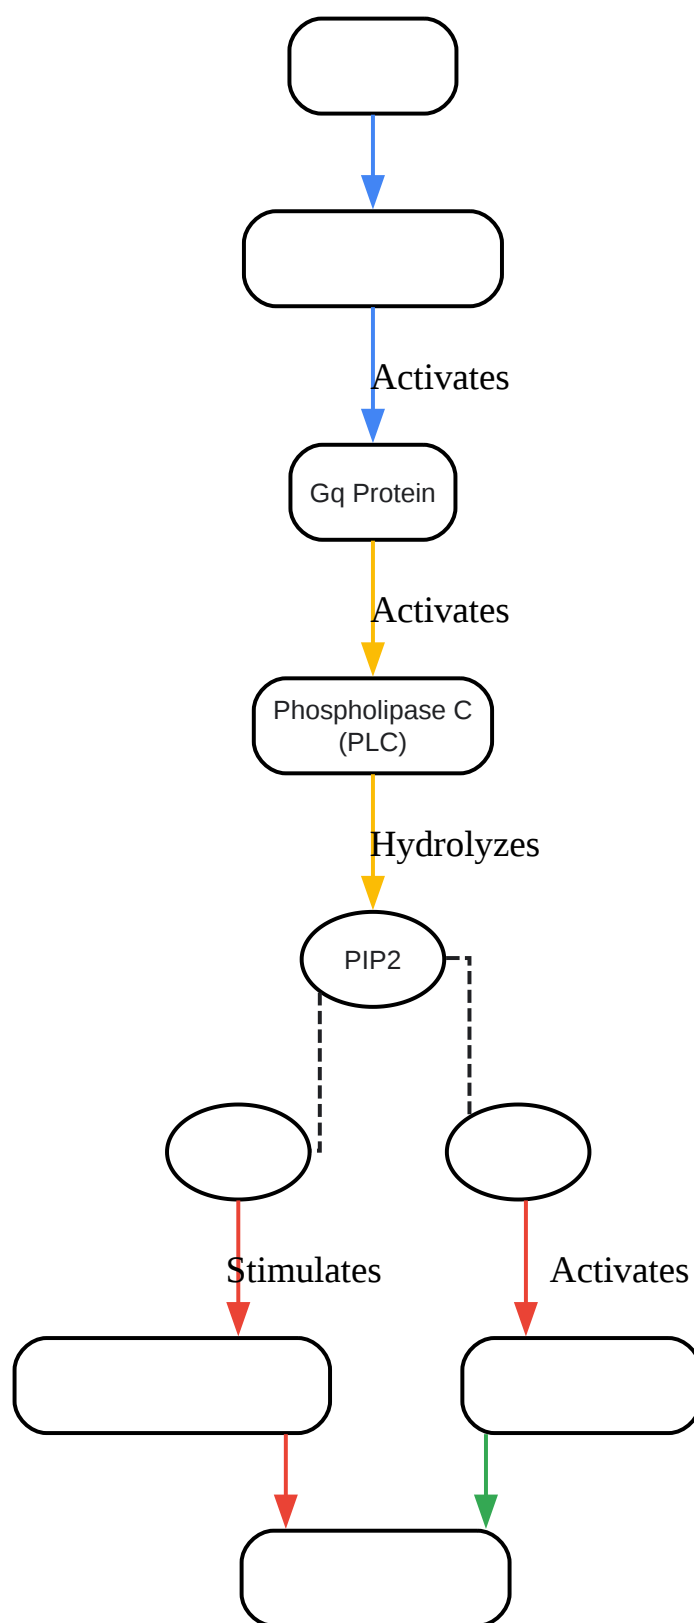 Activates
Gq Protein
Activates
Phospholipase C
(PLC)
Hydrolyzes
PIP2
Stimulates
Activates